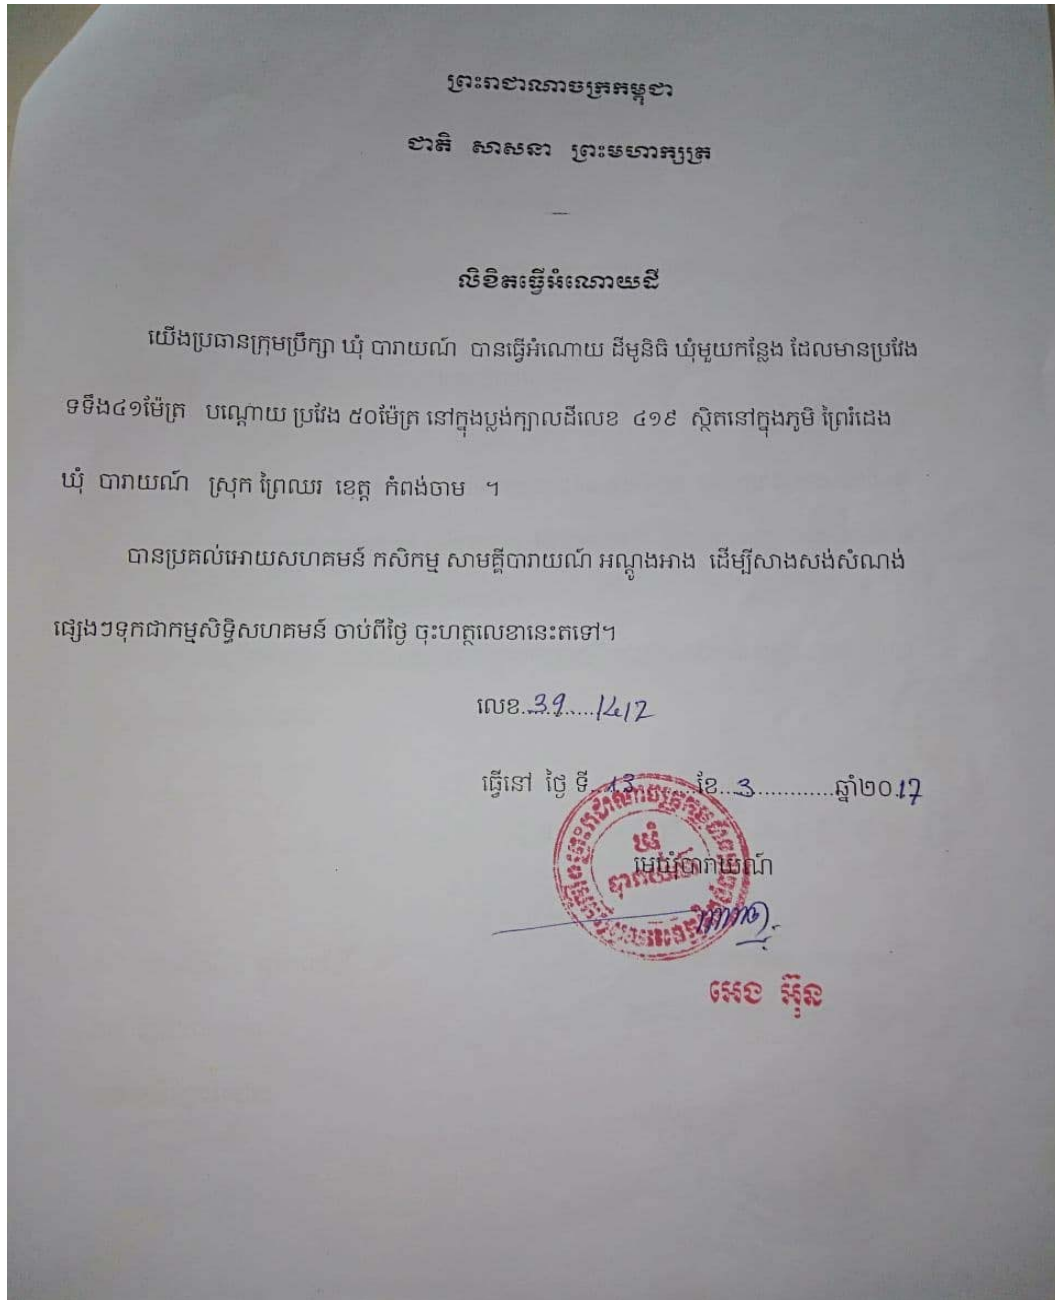 ព្រះរាជាណាចក្រកម្ពុជា
ជាតិ សាសនា ព្រះមហាក្សត្រ
លិខិតធ្វើអំណោយដី
យើងប្រធានក្រុមប្រឹក្សា ឃុំ បារាយណ៍ បានធ្វើអំណោយ ដីមូនិធិ ឃុំមួយកន្លែង ដែលមានប្រវែង
ទទឹង៤១ម៉ែត្រ បណ្តោយ ប្រវែង ៥០ម៉ែត្រ នៅក្នុងប្លង់ក្បាលដីលេខ ៤១៩ ស្ថិតនៅក្នុងភូមិ ព្រៃរំដេង
ឃុំ បារាយណ៍ ស្រុក ព្រៃឈរ ខេត្ត កំពង់ចាម ។
បានប្រគល់អោយសហគមន៍ កសិកម្ម សាមគ្គីបារាយណ៍ អណ្តូងអាង ដើម្បីសាងសង់សំណង់
ផ្សេងៗទុកជាកម្មសិទ្ធិសហគមន៍ ចាប់ពីថ្ងៃ ចុះហត្ថលេខានេះតទៅ។
លេខ..39......
ធ្វើនៅ ថ្ងៃ ទី...13.......ខែ...3............ឆ្នាំ២០.17
ឃុំ
បារាយណ៍
មេឃុំបារាយណ៍
អេង អ៊ុន